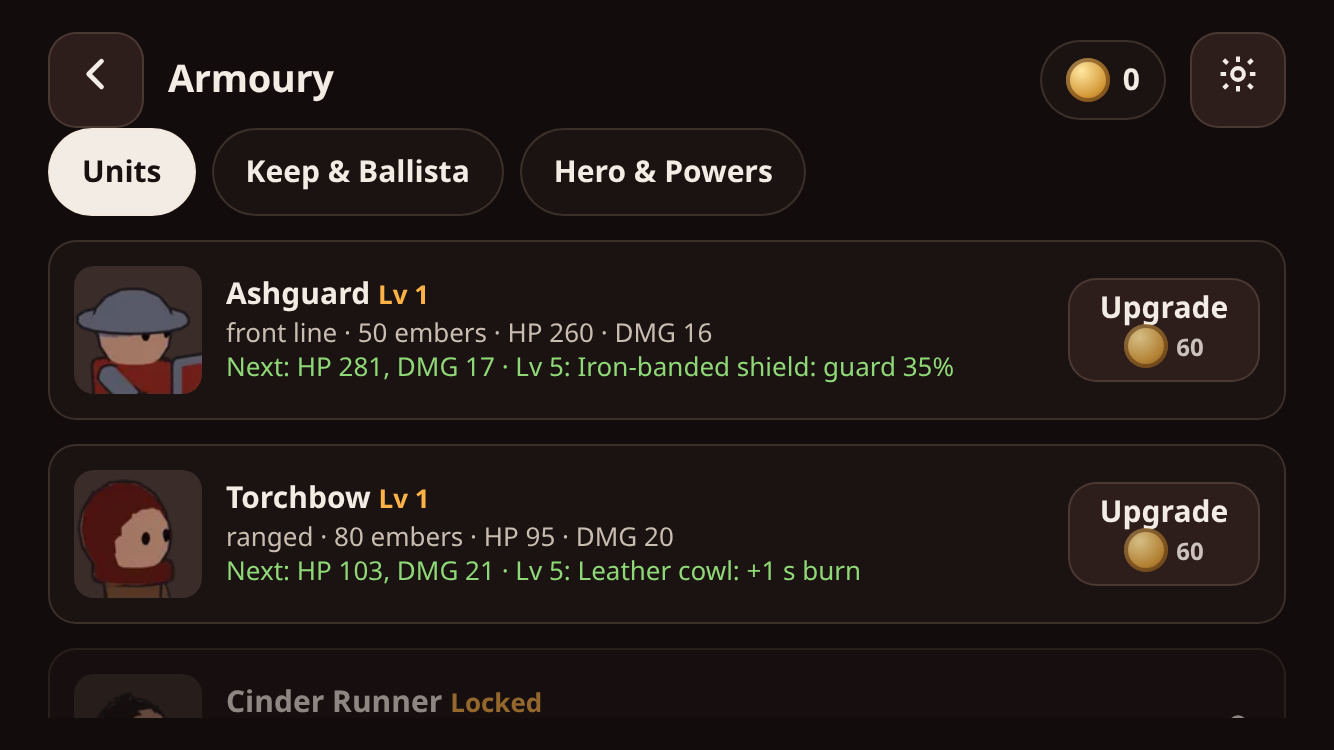 Armoury
0
Units
Keep & Ballista
Hero & Powers
Ashguard Lv 1
front line · 50 embers · HP 260 · DMG 16
Next: HP 281, DMG 17 · Lv 5: Iron-banded shield: guard 35%
Upgrade
60
Torchbow Lv 1
ranged · 80 embers · HP 95 · DMG 20
Next: HP 103, DMG 21 · Lv 5: Leather cowl: +1 s burn
Upgrade
60
Cinder Runner Locked